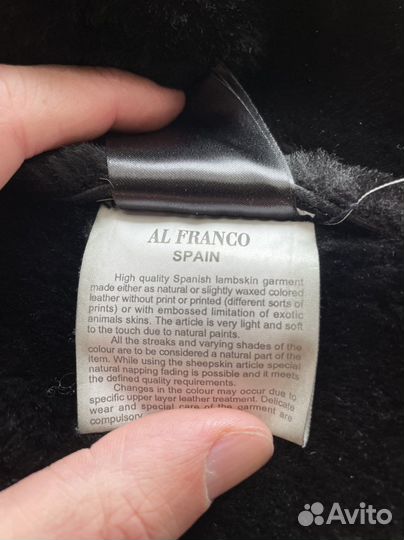 AL FRANCO
SPAIN
High quality Spanish lambskin garment
made either as natural or slightly waxed colored
leather without print or printed (different sorts of
prints) or with embossed limitation of exotic
animals skins. The article is very light and soft
to the touch due to natural paints.
All the streaks and varying shades of the
colour are to be considered a natural part of the
item. While using the sheepskin article special
natural napping fading is possible and it meets
the defined quality requirements.
Changes in the colour may occur due to
specific upper layer leather treatment. Delicate
wear and special care of the garment are
compulsory.
Avito